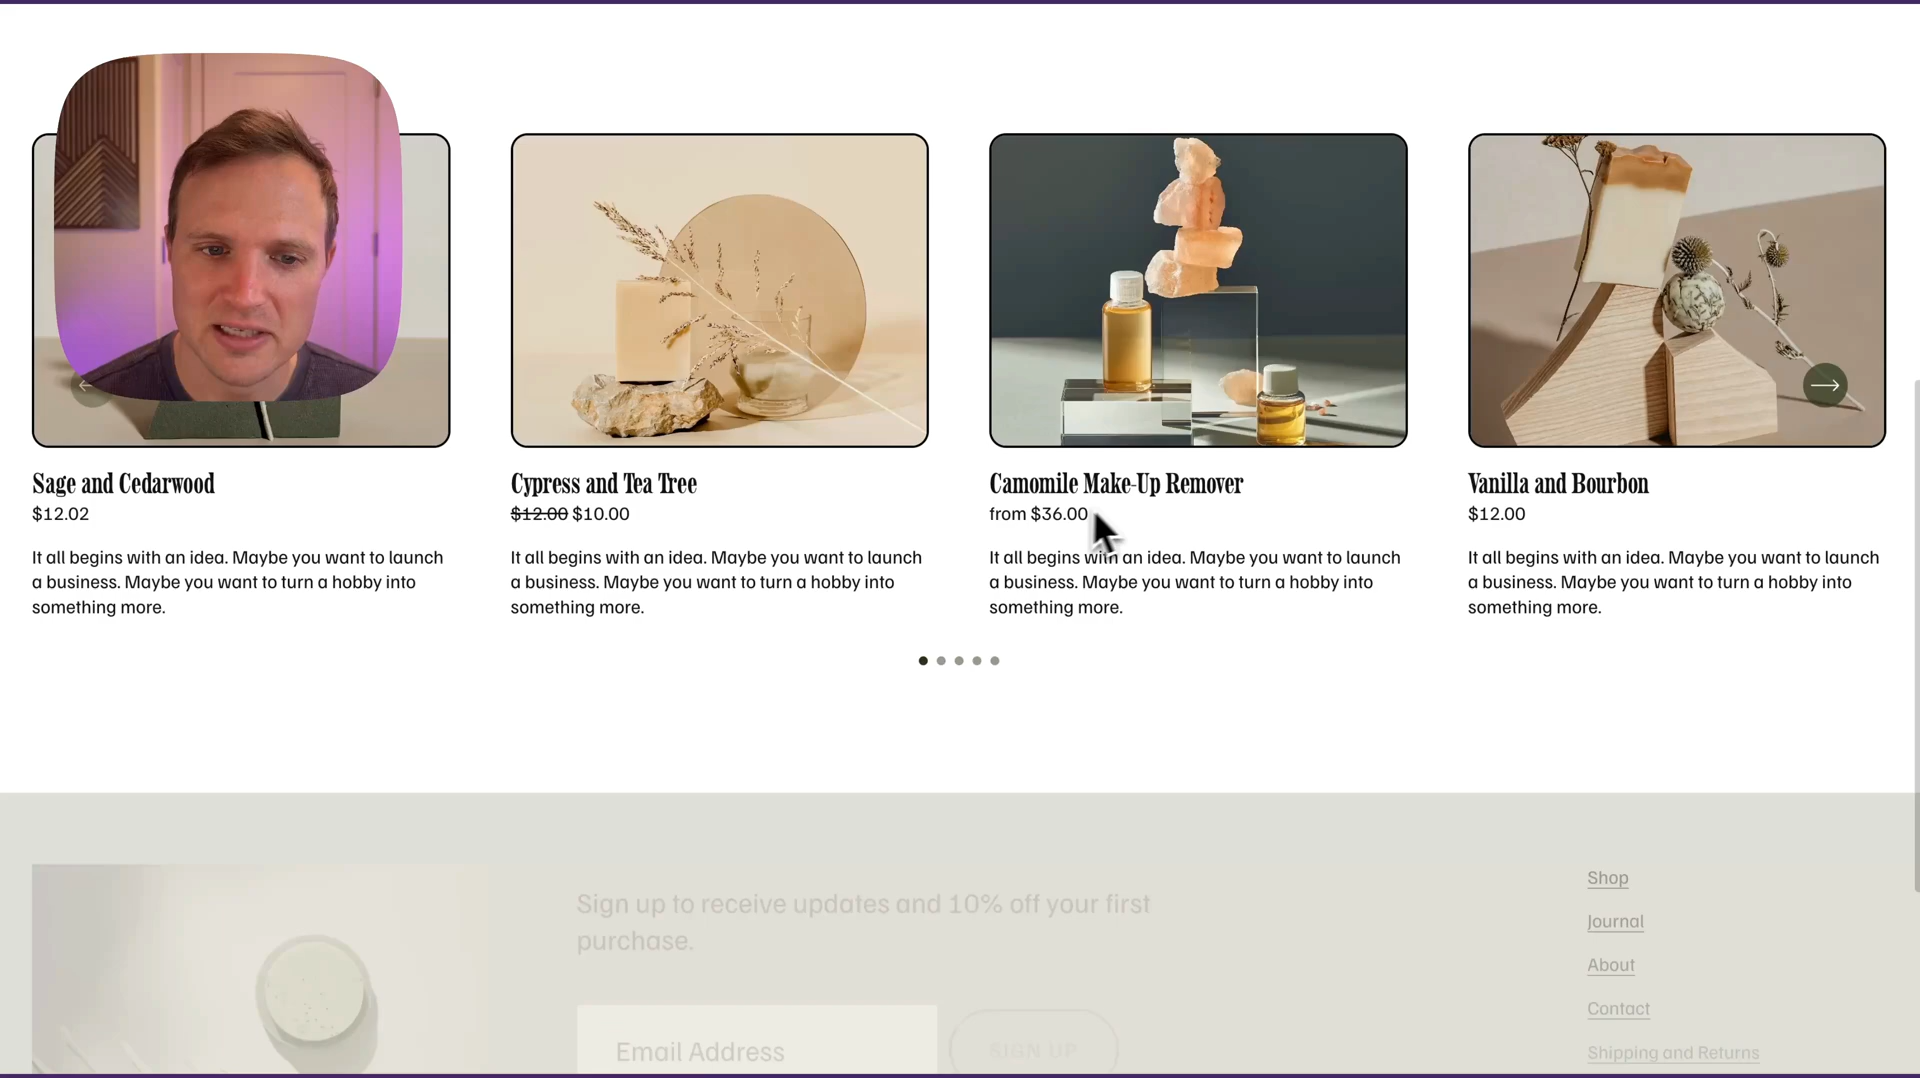 Sage and Cedarwood
$12.02
It all begins with an idea. Maybe you want to launch
a business. Maybe you want to turn a hobby into
something more.
Cypress and Tea Tree
$12.00 $10.00
It all begins with an idea. Maybe you want to launch
a business. Maybe you want to turn a hobby into
something more.
Camomile Make-Up Remover
from $36.00
It all begins with an idea. Maybe you want to launch
a business. Maybe you want to turn a hobby into
something more.
Vanilla and Bourbon
$12.00
It all begins with an idea. Maybe you want to launch
a business. Maybe you want to turn a hobby into
something more.
Sign up to receive updates and 10% off your first
purchase.
Email Address
SIGN UP
Shop
Journal
About
Contact
Shipping and Returns